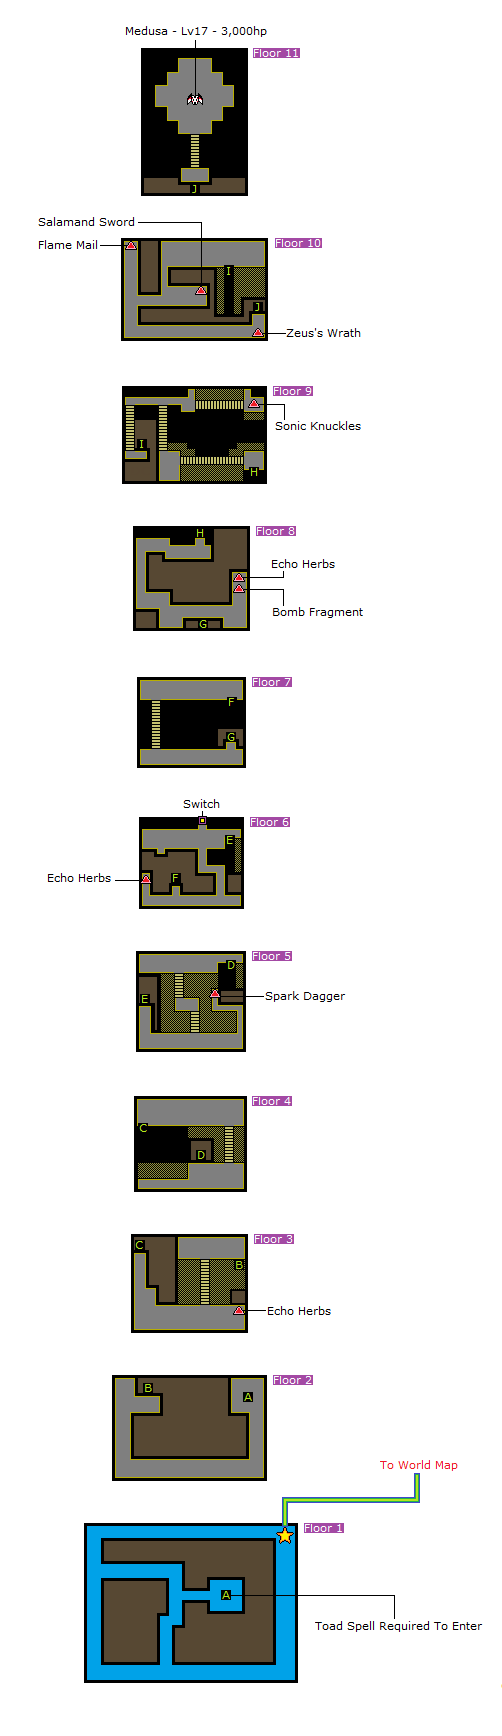 Medusa - Lv17 - 3,000hp
Floor 11
J
Salamand Sword
Flame Mail
Floor 10
I
J
Zeus's Wrath
Floor 9
Sonic Knuckles
I
H
Floor 8
H
Echo Herbs
Bomb Fragment
G
Floor 7
F
G
Switch
Floor 6
E
Echo Herbs
F
Floor 5
D
E
Spark Dagger
Floor 4
C
D
Floor 3
C
B
Echo Herbs
Floor 2
B
A
To World Map
Floor 1
A
Toad Spell Required To Enter